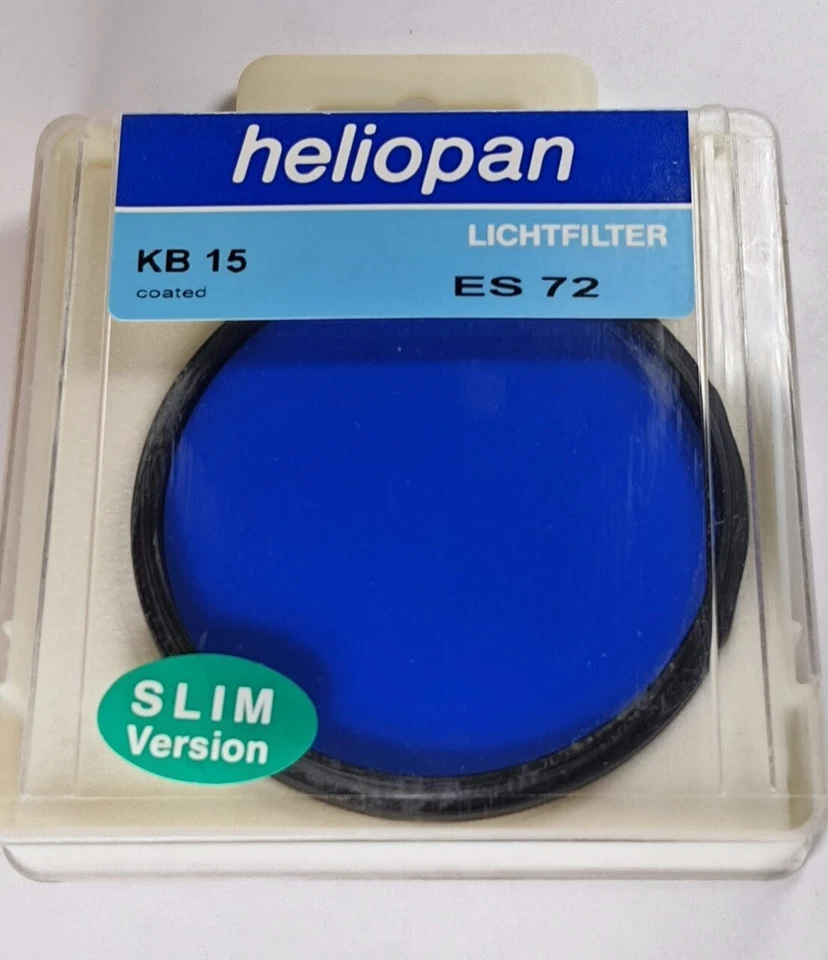 heliopan
LICHTFILTER
KB 15
coated
ES 72
SLIM
Version